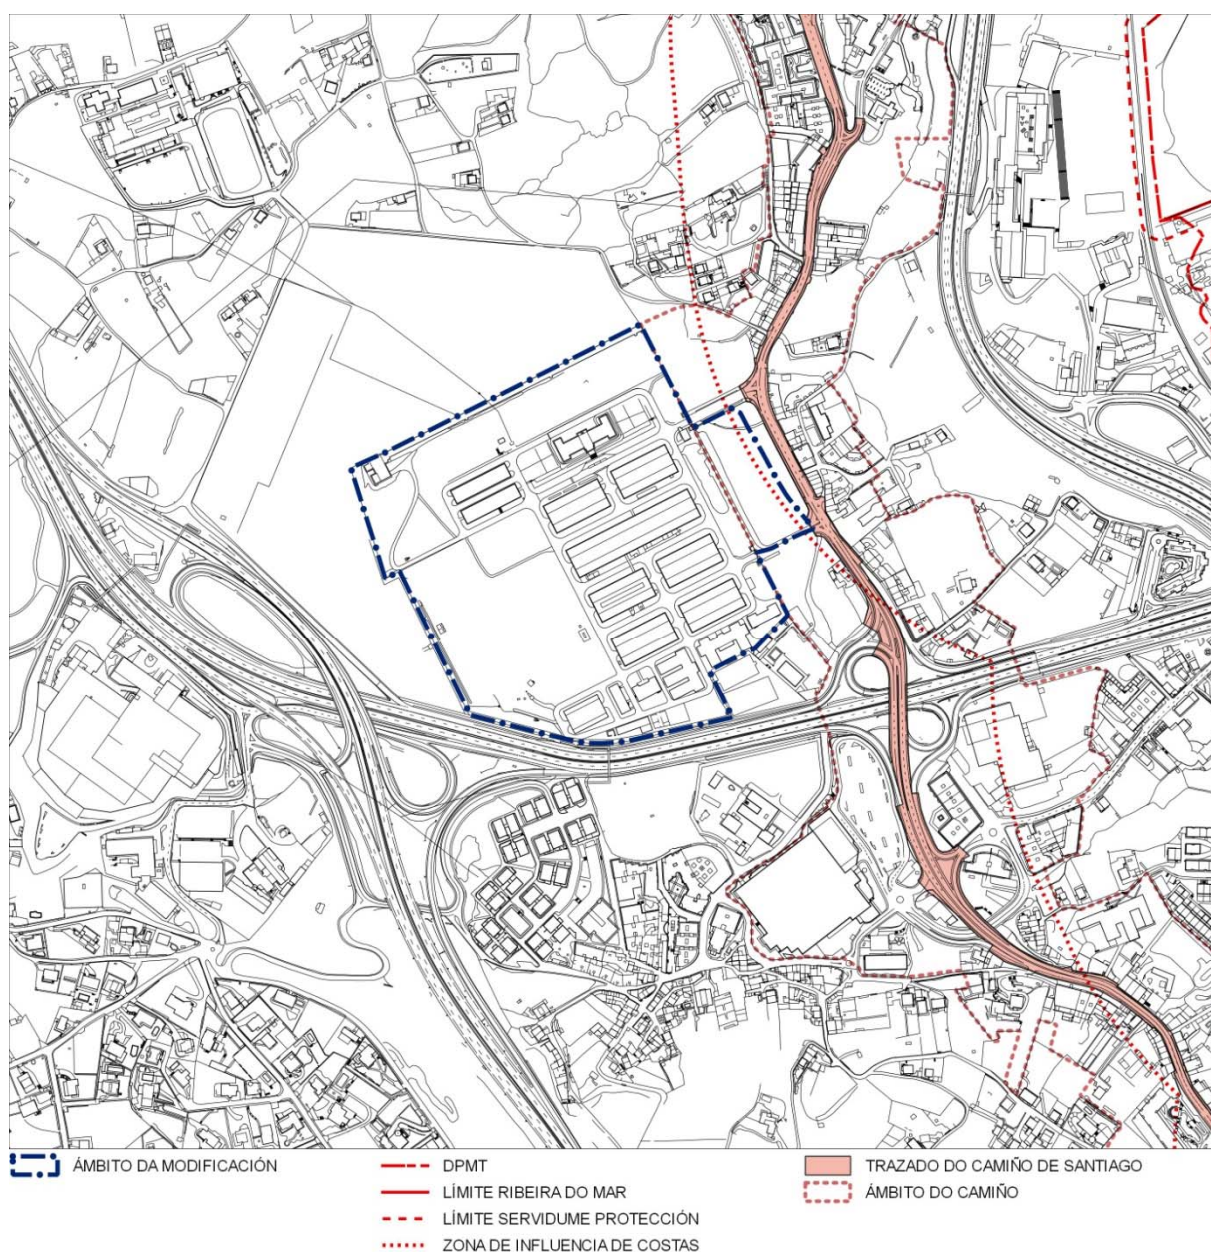 ÁMBITO DA MODIFICACIÓN
DPMT
LÍMITE RIBEIRA DO MAR
LÍMITE SERVIDUME PROTECCIÓN
ZONA DE INFLUENCIA DE COSTAS
TRAZADO DO CAMIÑO DE SANTIAGO
ÁMBITO DO CAMIÑO